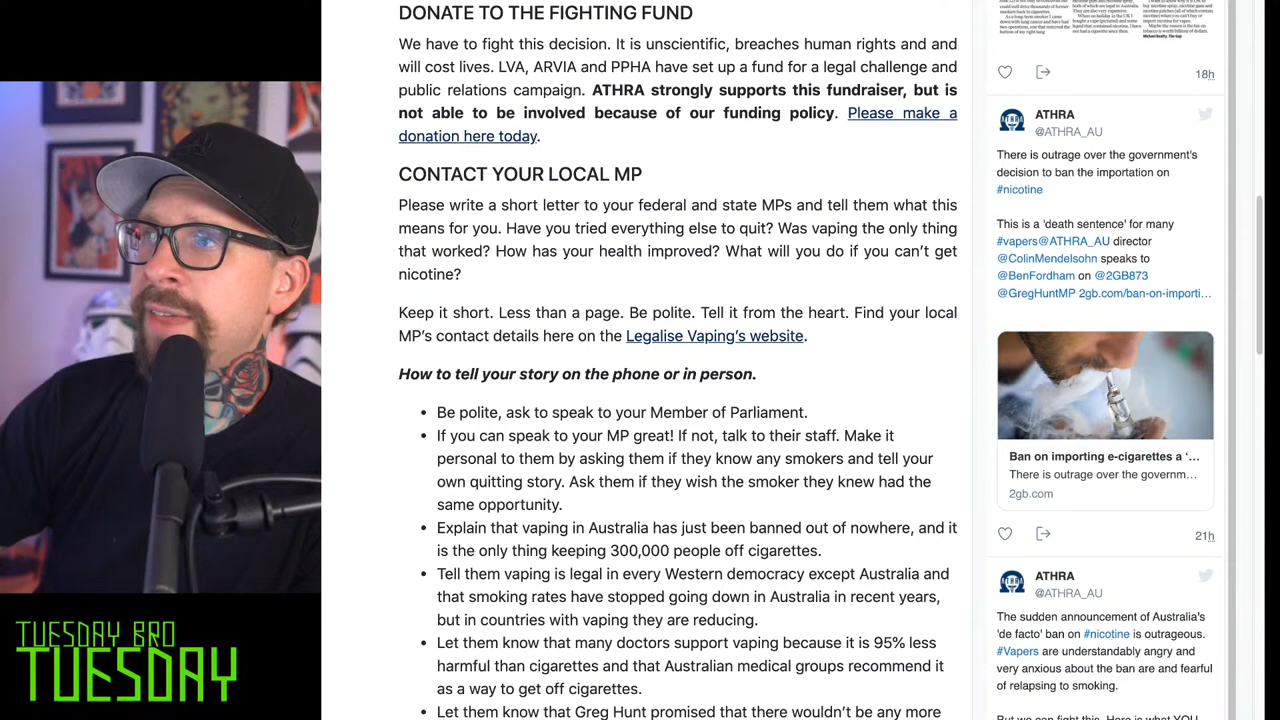 DONATE TO THE FIGHTING FUND
We have to fight this decision. It is unscientific, breaches human rights and and
will cost lives. LVA, ARVIA and PPHA have set up a fund for a legal challenge and
public relations campaign. ATHRA strongly supports this fundraiser, but is
not able to be involved because of our funding policy. Please make a
donation here today.
CONTACT YOUR LOCAL MP
Please write a short letter to your federal and state MPs and tell them what this
means for you. Have you tried everything else to quit? Was vaping the only thing
that worked? How has your health improved? What will you do if you can't get
nicotine?
Keep it short. Less than a page. Be polite. Tell it from the heart. Find your local
MP's contact details here on the Legalise Vaping's website.
How to tell your story on the phone or in person.
• Be polite, ask to speak to your Member of Parliament.
• If you can speak to your MP great! If not, talk to their staff. Make it
personal to them by asking them if they know any smokers and tell your
own quitting story. Ask them if they wish the smoker they knew had the
same opportunity.
• Explain that vaping in Australia has just been banned out of nowhere, and it
is the only thing keeping 300,000 people off cigarettes.
• Tell them vaping is legal in every Western democracy except Australia and
that smoking rates have stopped going down in Australia in recent years,
but in countries with vaping they are reducing.
• Let them know that many doctors support vaping because it is 95% less
harmful than cigarettes and that Australian medical groups recommend it
as a way to get off cigarettes.
• Let them know that Greg Hunt promised that there wouldn't be any more
18h
ATHRA
@ATHRA_AU
There is outrage over the government's
decision to ban the importation on
#nicotine
This is a 'death sentence' for many
#vapers@ATHRA_AU director
@ColinMendelsohn speaks to
@BenFordham on @2GB873
@GregHuntMP 2gb.com/ban-on-importi…
Ban on importing e-cigarettes a '…
There is outrage over the governm…
2gb.com
21h
ATHRA
@ATHRA_AU
The sudden announcement of Australia's
'de facto' ban on #nicotine is outrageous.
#Vapers are understandably angry and
very anxious about the ban are and fearful
of relapsing to smoking.
But we can fight this. Here is what YOU
TUESDAY BRO
TUESDAY